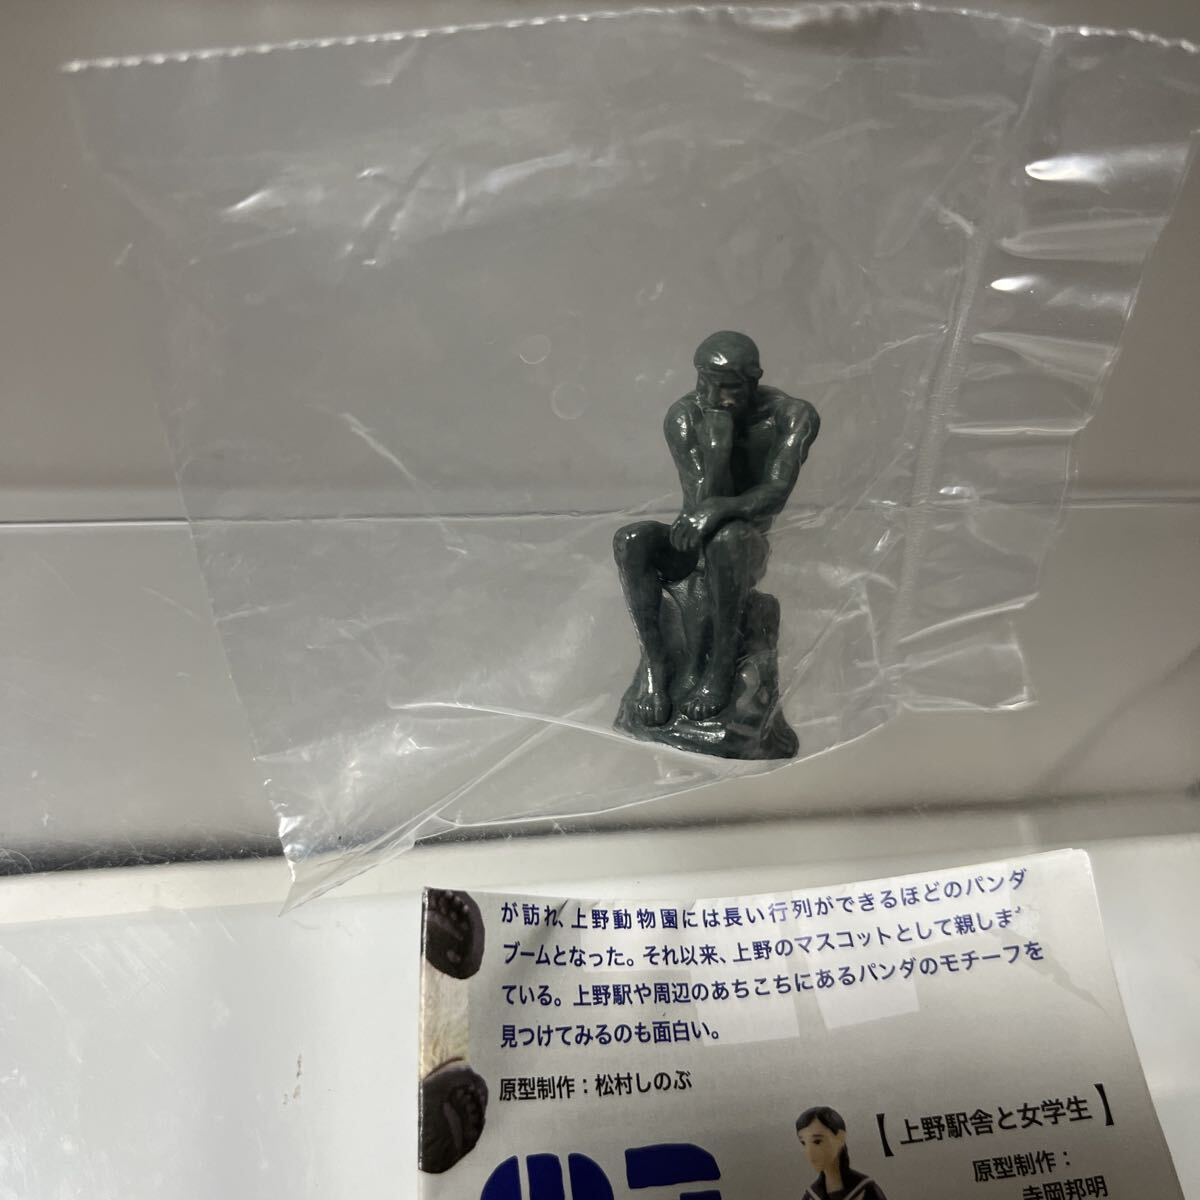 が訪れ、上野動物園には長い行列ができるほどのパンダ
ブームとなった。それ以来、上野のマスコットとして親しま
ている。上野駅や周辺のあちこちにあるパンダのモチーフを
見つけてみるのも面白い。
原型制作：松村しのぶ
【上野駅舎と女学生】
原型制作：
寺岡邦明